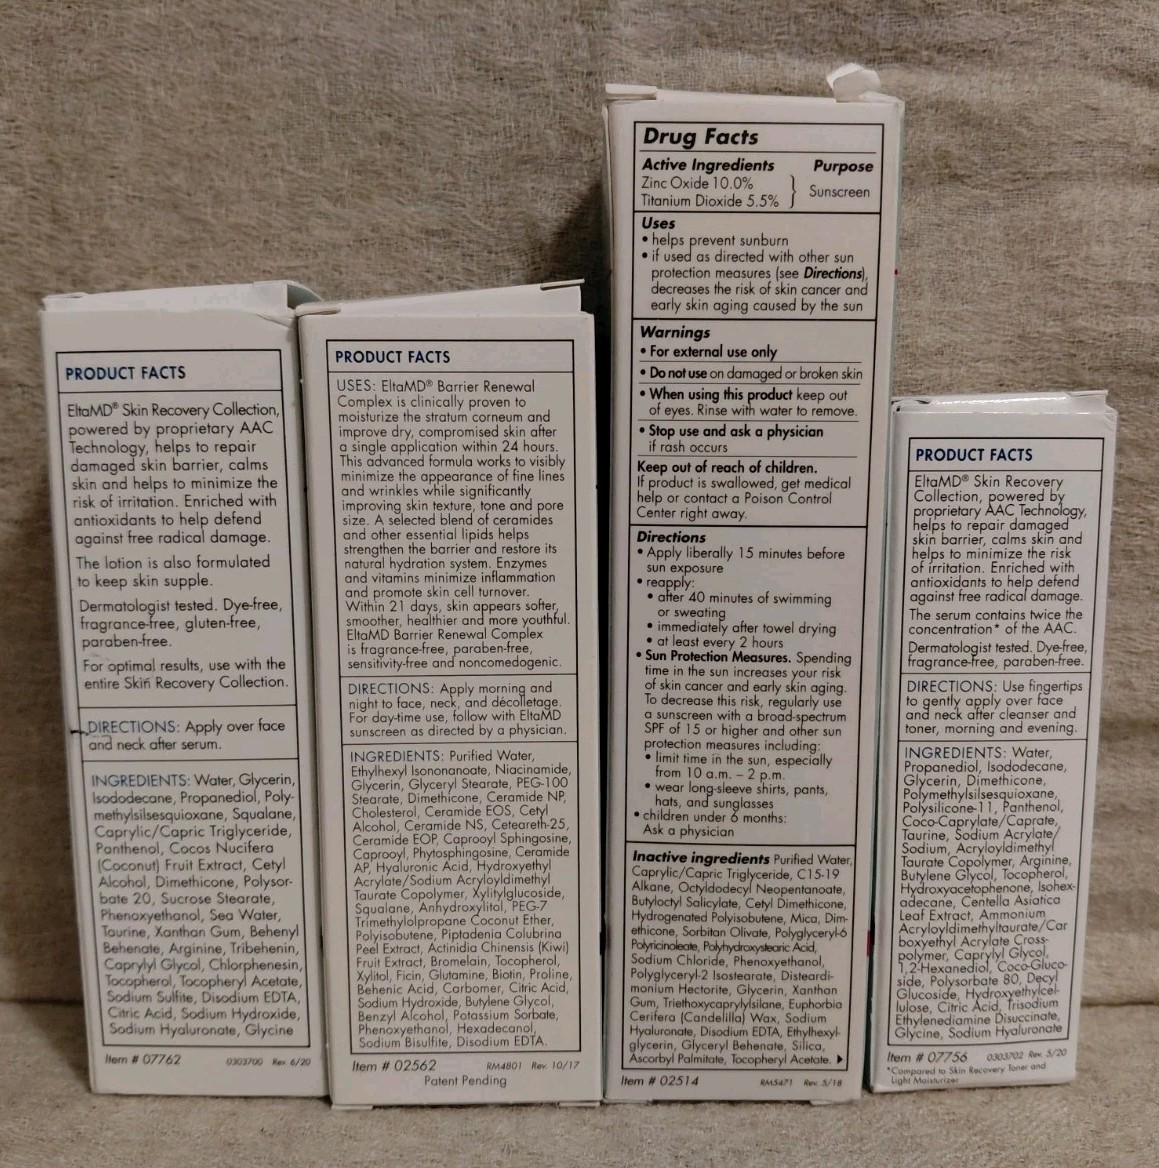 PRODUCT FACTS
EltaMD® Skin Recovery Collection,
powered by proprietary AAC
Technology, helps to repair
damaged skin barrier, calms
skin and helps to minimize the
risk of irritation. Enriched with
antioxidants to help defend
against free radical damage.
The lotion is also formulated
to keep skin supple.
Dermatologist tested. Dye-free,
fragrance-free, gluten-free,
paraben-free.
For optimal results, use with the
entire Skin Recovery Collection.
DIRECTIONS: Apply over face
and neck after serum.
INGREDIENTS: Water, Glycerin,
Isododecane, Propanediol, Poly-
methylsilsesquioxane, Squalane,
Caprylic/Capric Triglyceride,
Panthenol, Cocos Nucifera
(Coconut) Fruit Extract, Cetyl
Alcohol, Dimethicone, Polysor-
bate 20, Sucrose Stearate,
Phenoxyethanol, Sea Water,
Taurine, Xanthan Gum, Behenyl
Behenate, Arginine, Tribehenin,
Caprylyl Glycol, Chlorphenesin,
Tocopherol, Tocopheryl Acetate,
Sodium Sulfite, Disodium EDTA,
Citric Acid, Sodium Hydroxide,
Sodium Hyaluronate, Glycine
Item # 07762 0303700 Rev. 6/20
PRODUCT FACTS
USES: EltaMD® Barrier Renewal
Complex is clinically proven to
moisturize the stratum corneum and
improve dry, compromised skin after
a single application within 24 hours.
This advanced formula works to visibly
minimize the appearance of fine lines
and wrinkles while significantly
improving skin texture, tone and pore
size. A selected blend of ceramides
and other essential lipids helps
strengthen the barrier and restore its
natural hydration system. Enzymes
and vitamins minimize inflammation
and promote skin cell turnover.
Within 21 days, skin appears softer,
smoother, healthier and more youthful.
EltaMD Barrier Renewal Complex
is fragrance-free, paraben-free,
sensitivity-free and noncomedogenic.
DIRECTIONS: Apply morning and
night to face, neck, and décolletage.
For day-time use, follow with EltaMD
sunscreen as directed by a physician.
INGREDIENTS: Purified Water,
Ethylhexyl Isononanoate, Niacinamide,
Glycerin, Glyceryl Stearate, PEG-100
Stearate, Dimethicone, Ceramide NP,
Cholesterol, Ceramide EOS, Cetyl
Alcohol, Ceramide NS, Ceteareth-25,
Ceramide EOP, Caprooyl Sphingosine,
Caprooyl, Phytosphingosine, Ceramide
AP, Hyaluronic Acid, Hydroxyethyl
Acrylate/Sodium Acryloyldimethyl
Taurate Copolymer, Xylitylglucoside,
Squalane, Anhydroxylitol, PEG-7
Trimethylolpropane Coconut Ether,
Polyisobutene, Piptadenia Colubrina
Peel Extract, Actinidia Chinensis (Kiwi)
Fruit Extract, Bromelain, Tocopherol,
Xylitol, Ficin, Glutamine, Biotin, Proline,
Behenic Acid, Carbomer, Citric Acid,
Sodium Hydroxide, Butylene Glycol,
Benzyl Alcohol, Potassium Sorbate,
Phenoxyethanol, Hexadecanol,
Sodium Bisulfite, Disodium EDTA.
Item # 02562 RM4801 Rev. 10/17
Patent Pending
Drug Facts
Active Ingredients Purpose
Zinc Oxide 10.0%
Titanium Dioxide 5.5% } Sunscreen
Uses
• helps prevent sunburn
• if used as directed with other sun
protection measures (see Directions),
decreases the risk of skin cancer and
early skin aging caused by the sun
Warnings
• For external use only
• Do not use on damaged or broken skin
• When using this product keep out
of eyes. Rinse with water to remove.
• Stop use and ask a physician
if rash occurs
Keep out of reach of children.
If product is swallowed, get medical
help or contact a Poison Control
Center right away.
Directions
• Apply liberally 15 minutes before
sun exposure
• reapply:
• after 40 minutes of swimming
or sweating
• immediately after towel drying
• at least every 2 hours
• Sun Protection Measures. Spending
time in the sun increases your risk
of skin cancer and early skin aging.
To decrease this risk, regularly use
a sunscreen with a broad-spectrum
SPF of 15 or higher and other sun
protection measures including:
• limit time in the sun, especially
from 10 a.m. – 2 p.m.
• wear long-sleeve shirts, pants,
hats, and sunglasses
• children under 6 months:
Ask a physician
Inactive ingredients Purified Water,
Caprylic/Capric Triglyceride, C15-19
Alkane, Octyldodecyl Neopentanoate,
Butyloctyl Salicylate, Cetyl Dimethicone,
Hydrogenated Polyisobutene, Mica, Dim-
ethicone, Sorbitan Olivate, Polyglyceryl-6
Polyricinoleate, Polyhydroxystearic Acid,
Sodium Chloride, Phenoxyethanol,
Polyglyceryl-2 Isostearate, Disteardi-
monium Hectorite, Glycerin, Xanthan
Gum, Triethoxycaprylylsilane, Euphorbia
Cerifera (Candelilla) Wax, Sodium
Hyaluronate, Disodium EDTA, Ethylhexyl-
glycerin, Glyceryl Behenate, Silica,
Ascorbyl Palmitate, Tocopheryl Acetate.
Item # 02514 RM5471 Rev. 5/18
PRODUCT FACTS
EltaMD® Skin Recovery
Collection, powered by
proprietary AAC Technology,
helps to repair damaged
skin barrier, calms skin and
helps to minimize the risk
of irritation. Enriched with
antioxidants to help defend
against free radical damage.
The serum contains twice the
concentration* of the AAC.
Dermatologist tested. Dye-free,
fragrance-free, paraben-free.
DIRECTIONS: Use fingertips
to gently apply over face
and neck after cleanser and
toner, morning and evening.
INGREDIENTS: Water,
Propanediol, Isododecane,
Glycerin, Dimethicone,
Polymethylsilsesquioxane,
Polysilicone-11, Panthenol,
Coco-Caprylate/Caprate,
Taurine, Sodium Acrylate/
Sodium, Acryloyldimethyl
Taurate Copolymer, Arginine,
Butylene Glycol, Tocopherol,
Hydroxyacetophenone, Isohex-
adecane, Centella Asiatica
Leaf Extract, Ammonium
Acryloyldimethyltaurate/Car
boxyethyl Acrylate Cross-
polymer, Caprylyl Glycol,
1,2-Hexanediol, Coco-Gluco-
side, Polysorbate 80, Decyl
Glucoside, Hydroxyethylcel-
lulose, Citric Acid, Trisodium
Ethylenediamine Disuccinate,
Glycine, Sodium Hyaluronate
Item # 07756 0303702 Rev. 5/20
*Compared to Skin Recovery Toner and
Light Moisturizer